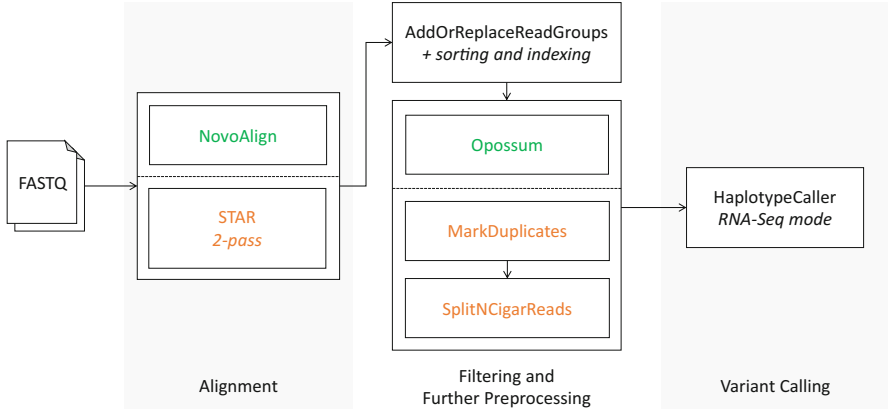 FASTQ
NovoAlign
STAR
2-pass
Alignment
AddOrReplaceReadGroups
+ sorting and indexing
Opossum
MarkDuplicates
SplitNCigarReads
Filtering and
Further Preprocessing
HaplotypeCaller
RNA-Seq mode
Variant Calling